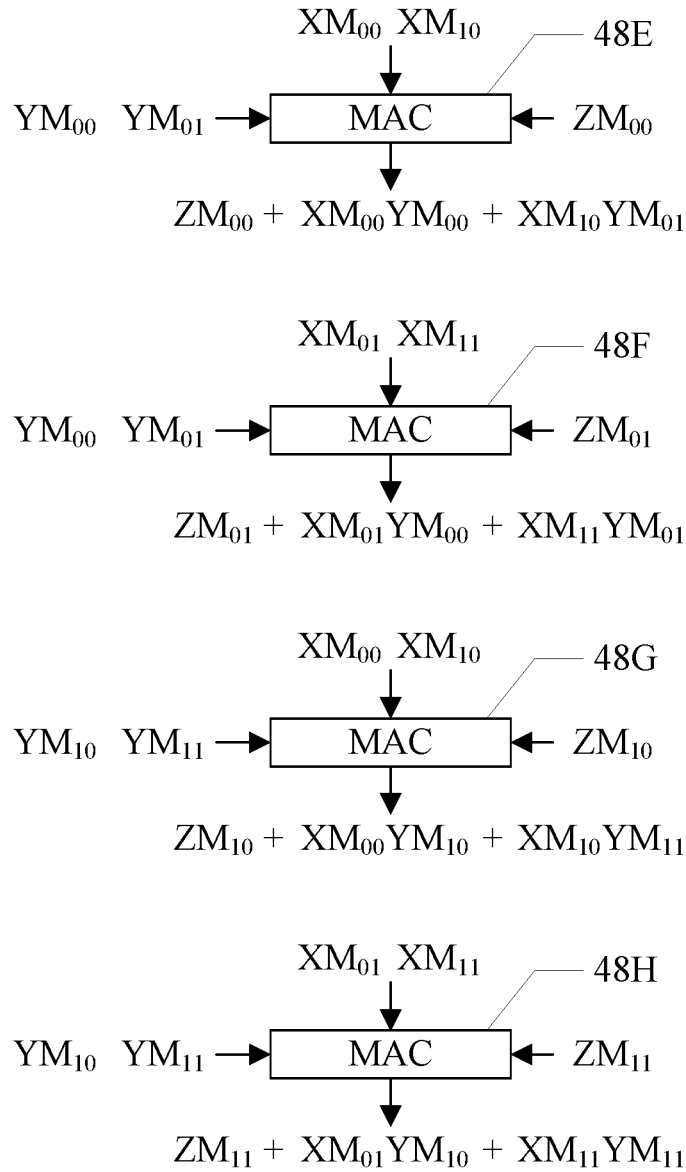 XM₀₀ XM₁₀
48E
YM₀₀ YM₀₁ MAC ZM₀₀
ZM₀₀ + XM₀₀YM₀₀ + XM₁₀YM₀₁
XM₀₁ XM₁₁
48F
YM₀₀ YM₀₁ MAC ZM₀₁
ZM₀₁ + XM₀₁YM₀₀ + XM₁₁YM₀₁
XM₀₀ XM₁₀
48G
YM₁₀ YM₁₁ MAC ZM₁₀
ZM₁₀ + XM₀₀YM₁₀ + XM₁₀YM₁₁
XM₀₁ XM₁₁
48H
YM₁₀ YM₁₁ MAC ZM₁₁
ZM₁₁ + XM₀₁YM₁₀ + XM₁₁YM₁₁